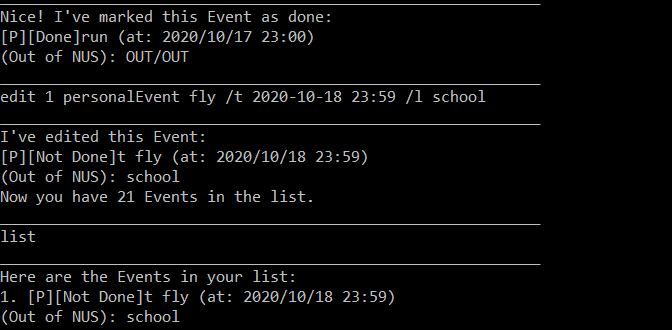 Nice! I've marked this Event as done:
[P][Done]run (at: 2020/10/17 23:00)
(Out of NUS): OUT/OUT
edit 1 personalEvent fly /t 2020-10-18 23:59 /l school
I've edited this Event:
[P][Not Done]t fly (at: 2020/10/18 23:59)
(Out of NUS): school
Now you have 21 Events in the list.
list
Here are the Events in your list:
1. [P][Not Done]t fly (at: 2020/10/18 23:59)
(Out of NUS): school